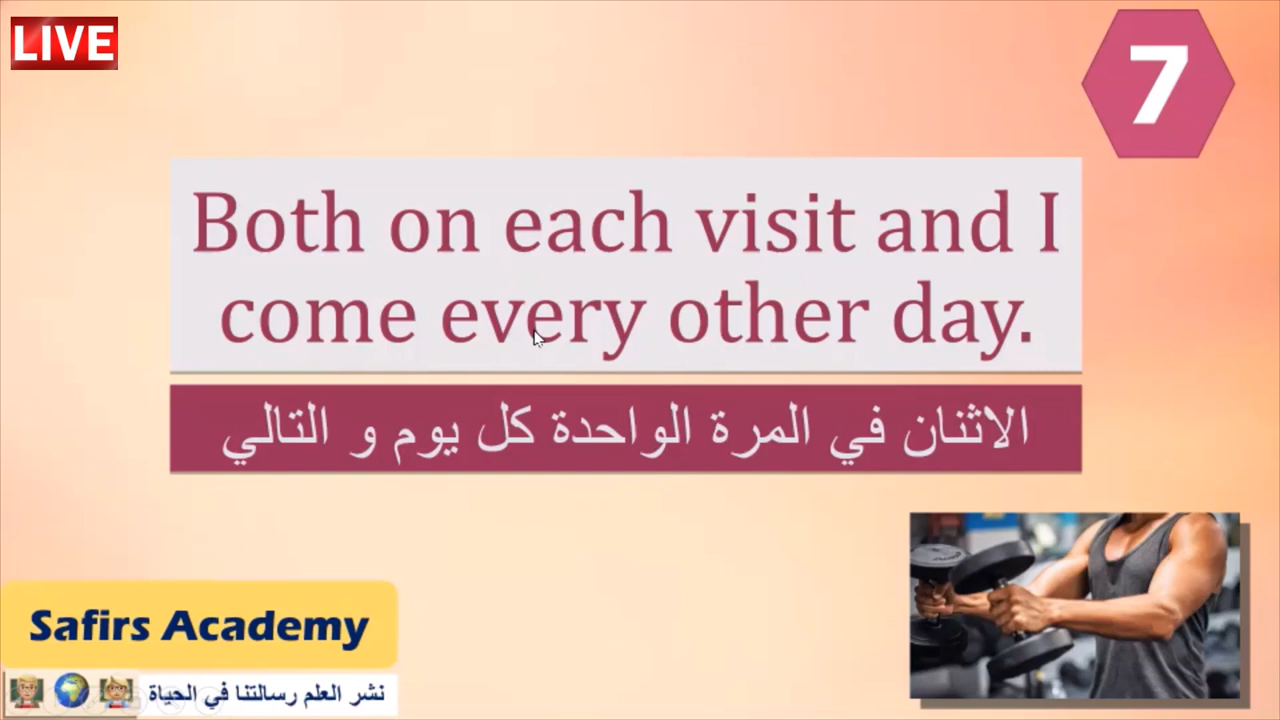 LIVE
7
Both on each visit and I
come every other day.
الاثنان في المرة الواحدة كل يوم و التالي
Safirs Academy
نشر العلم رسالتنا في الحياة